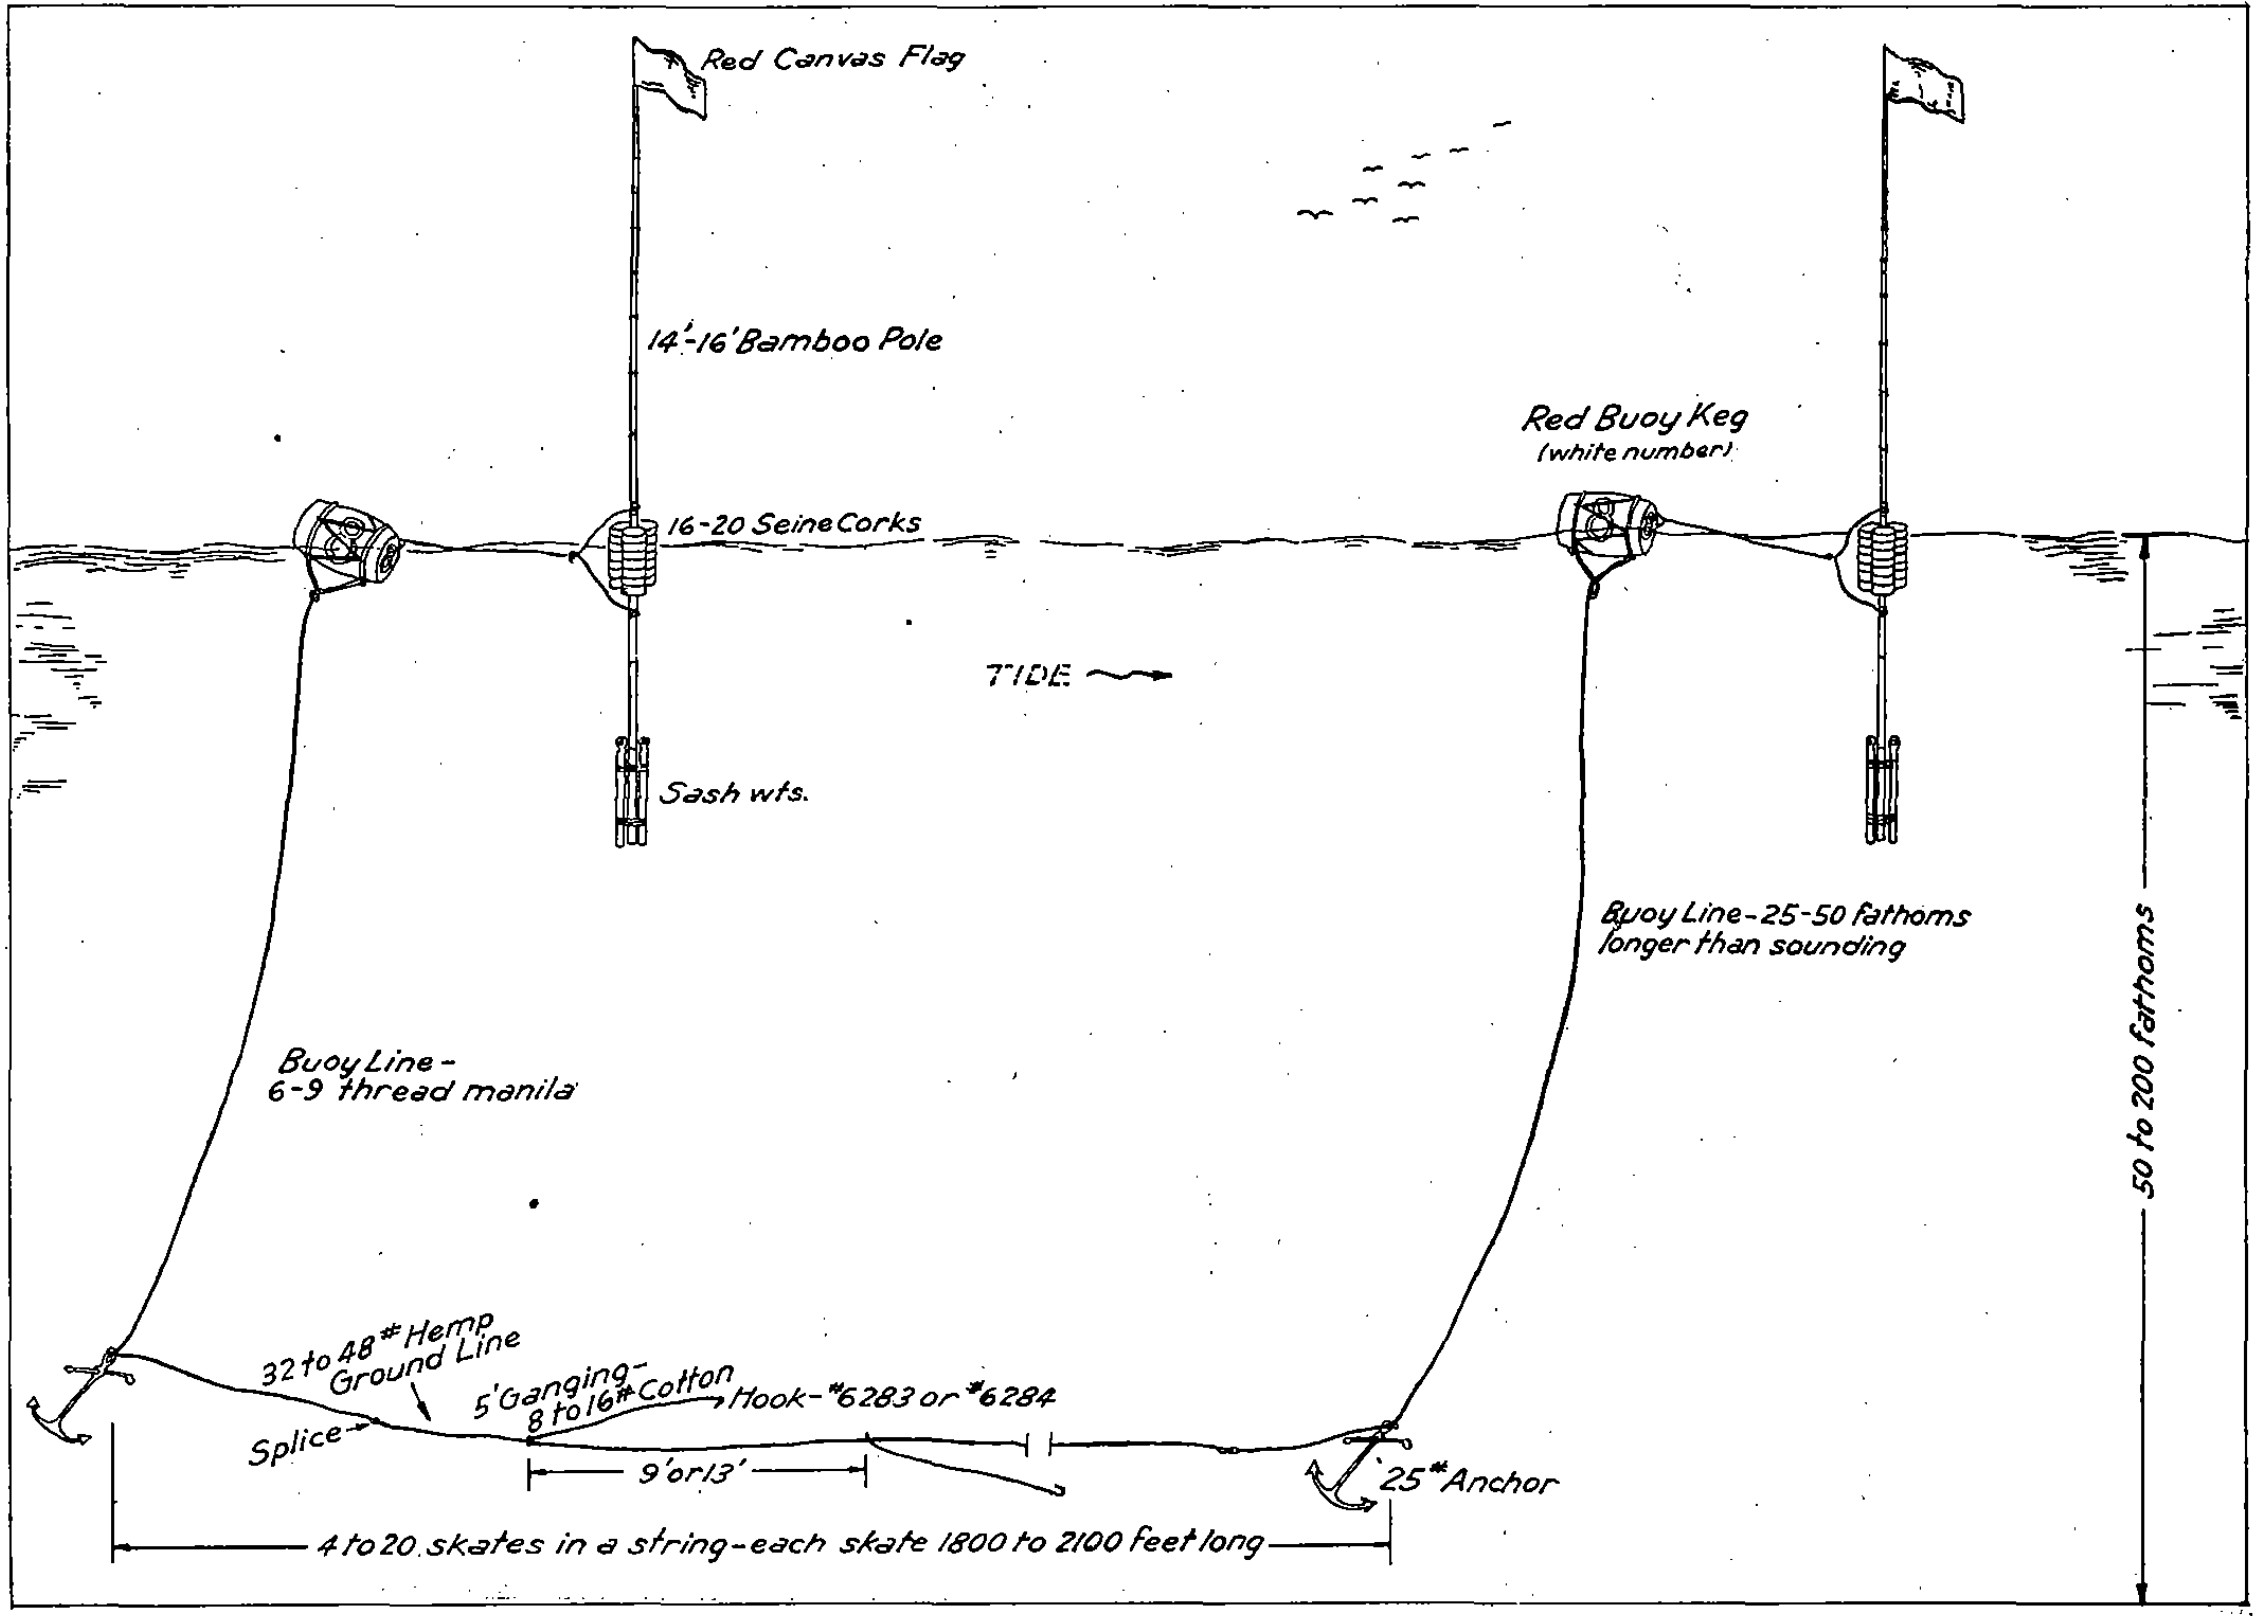 Red Canvas Flag
14'-16' Bamboo Pole
Red Buoy Keg
(white number)
16-20 Seine Corks
TIDE
Sash wts.
Buoy Line-25-50 fathoms
longer than sounding
50 to 200 fathoms
Buoy Line-
6-9 thread manila
32 to 48# Hemp
Ground Line
5' Ganging-
8 to 16# Cotton
Hook-#6283 or #6284
Splice
9' or 13'
25# Anchor
4 to 20 skates in a string-each skate 1800 to 2100 feet long